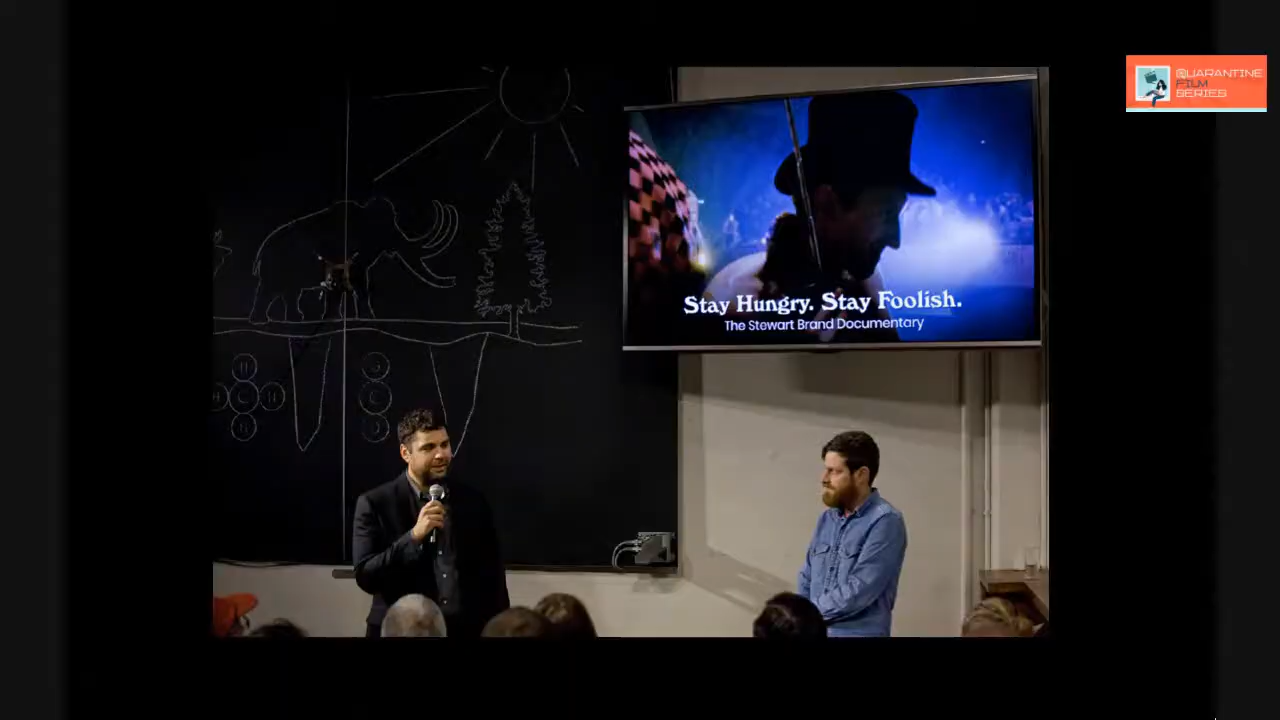 QUARANTINE
FILM
SERIES
Stay Hungry. Stay Foolish.
The Stewart Brand Documentary
H
H C H
H
O
C
O